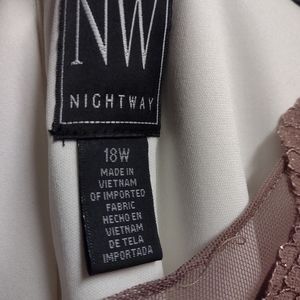 NW
NIGHTWAY
18W
MADE IN
VIETNAM
OF IMPORTED
FABRIC
HECHO EN
VIETNAM
DE TELA
IMPORTADA